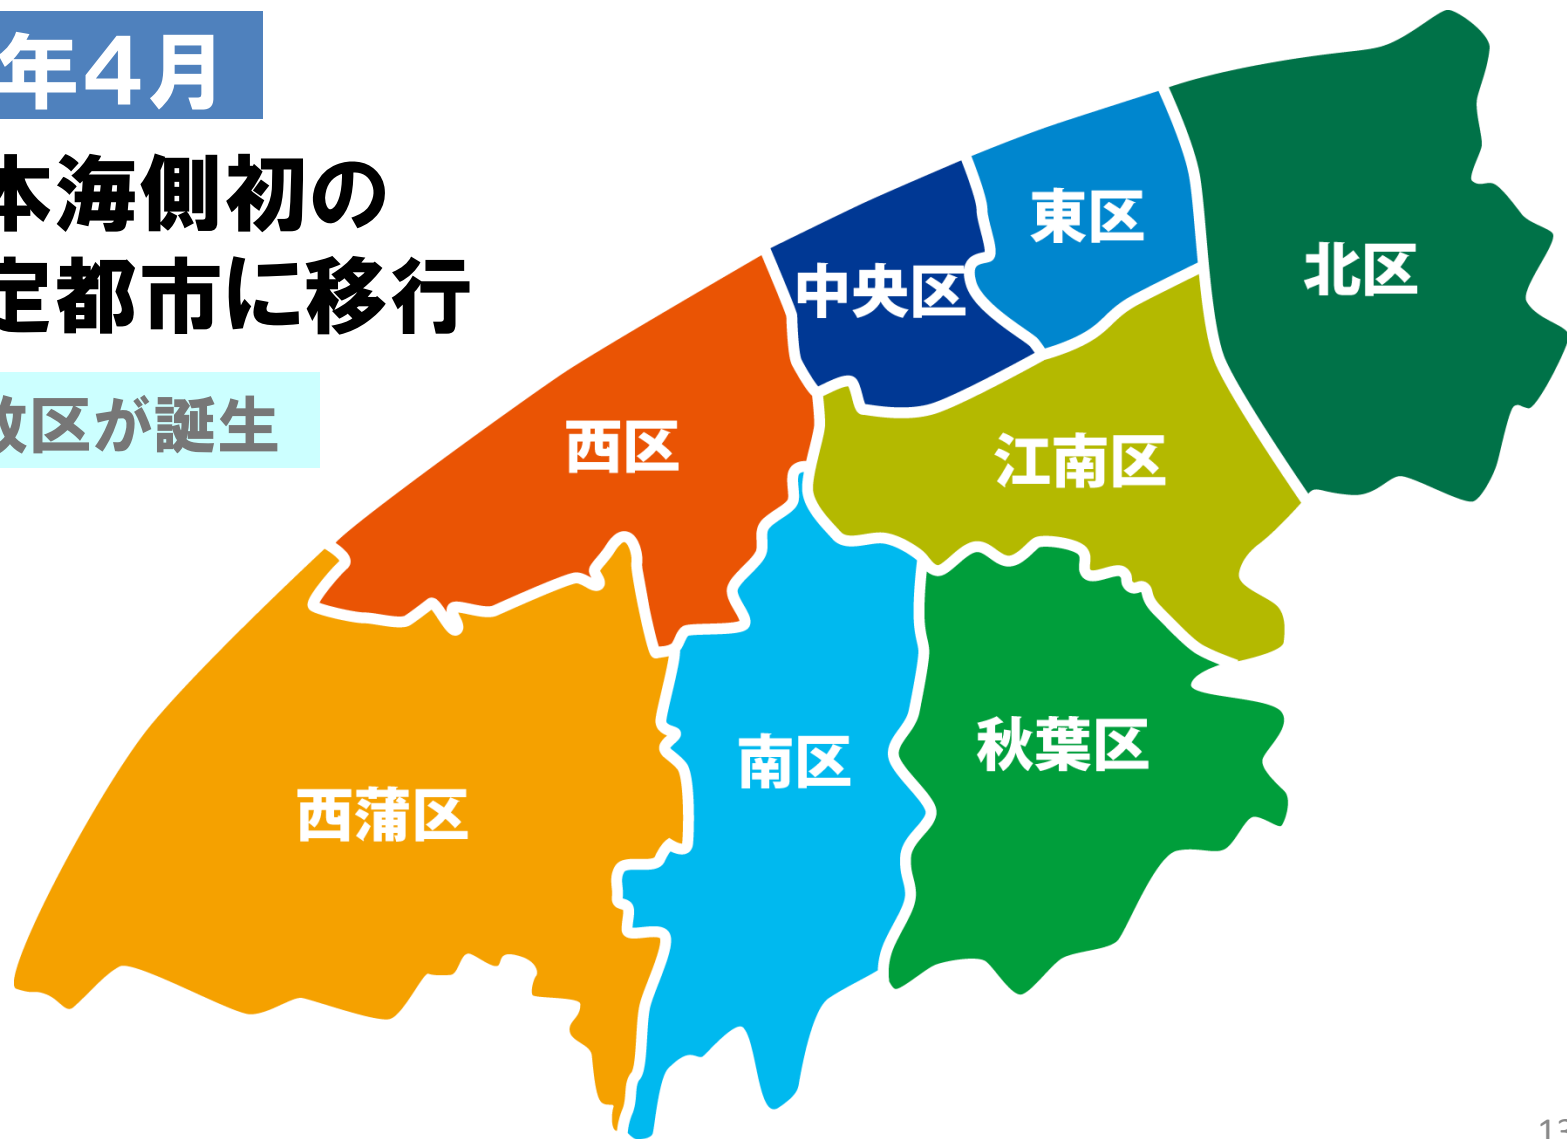 年4月
本海側初の
定都市に移行
政区が誕生
北区
東区
中央区
西区
江南区
南区
秋葉区
西蒲区
13